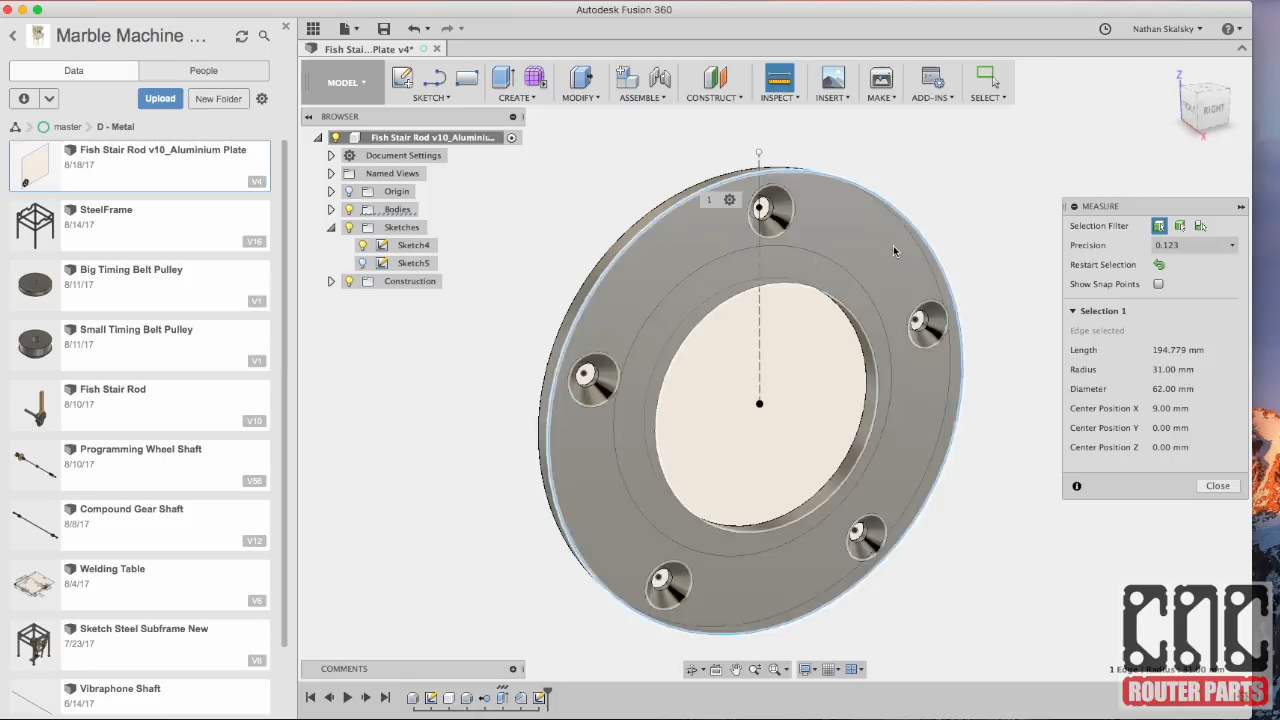 Autodesk Fusion 360
Marble Machine ...
Data
People
Upload
New Folder
master
D - Metal
Fish Stair Rod v10_Aluminium Plate
8/18/17
V4
SteelFrame
8/14/17
V16
Big Timing Belt Pulley
8/11/17
V1
Small Timing Belt Pulley
8/11/17
V1
Fish Stair Rod
8/10/17
V10
Programming Wheel Shaft
8/10/17
V56
Compound Gear Shaft
8/8/17
V12
Welding Table
8/4/17
V6
Sketch Steel Subframe New
7/23/17
V8
Vibraphone Shaft
6/14/17
Nathan Skalsky
Fish Stai...Plate v4*
MODEL
SKETCH
CREATE
MODIFY
ASSEMBLE
CONSTRUCT
INSPECT
INSERT
MAKE
ADD-INS
SELECT
BROWSER
Fish Stair Rod v10_Aluminiu...
Document Settings
Named Views
Origin
Bodies
Sketches
Sketch4
Sketch5
Construction
1
Z
RIGHT
X
MEASURE
Selection Filter
Precision
0.123
Restart Selection
Show Snap Points
Selection 1
Edge selected
Length
194.779 mm
Radius
31.00 mm
Diameter
62.00 mm
Center Position X
9.00 mm
Center Position Y
0.00 mm
Center Position Z
0.00 mm
Close
COMMENTS
1 Edge | Radius : 31.00 mm
CNC
ROUTER PARTS